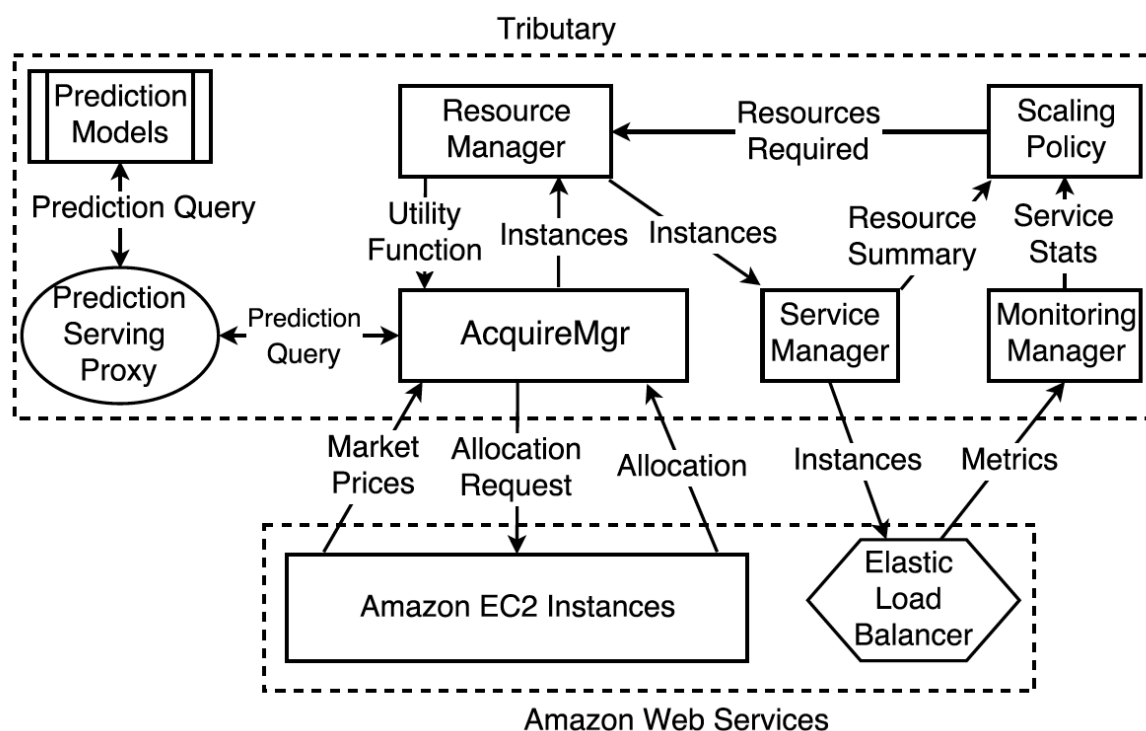 Tributary
Prediction
Models
Resource
Manager
Resources
Required
Scaling
Policy
Prediction Query
Utility
Function
Instances
Instances
Resource
Summary
Service
Stats
Prediction
Serving
Proxy
Prediction
Query
AcquireMgr
Service
Manager
Monitoring
Manager
Market
Prices
Allocation
Request
Allocation
Instances
Metrics
Amazon EC2 Instances
Elastic
Load
Balancer
Amazon Web Services